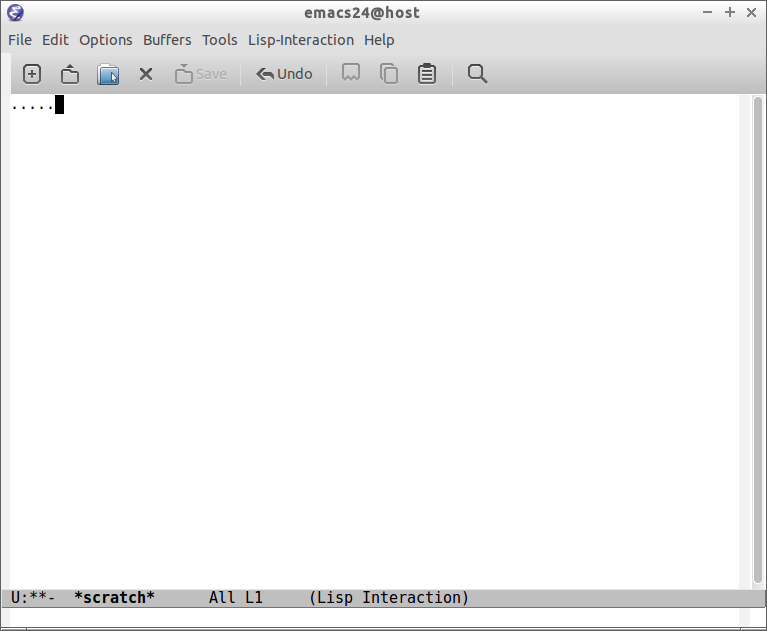 emacs24@host
File Edit Options Buffers Tools Lisp-Interaction Help
Save Undo
.....
U:**-  *scratch*      All L1     (Lisp Interaction)